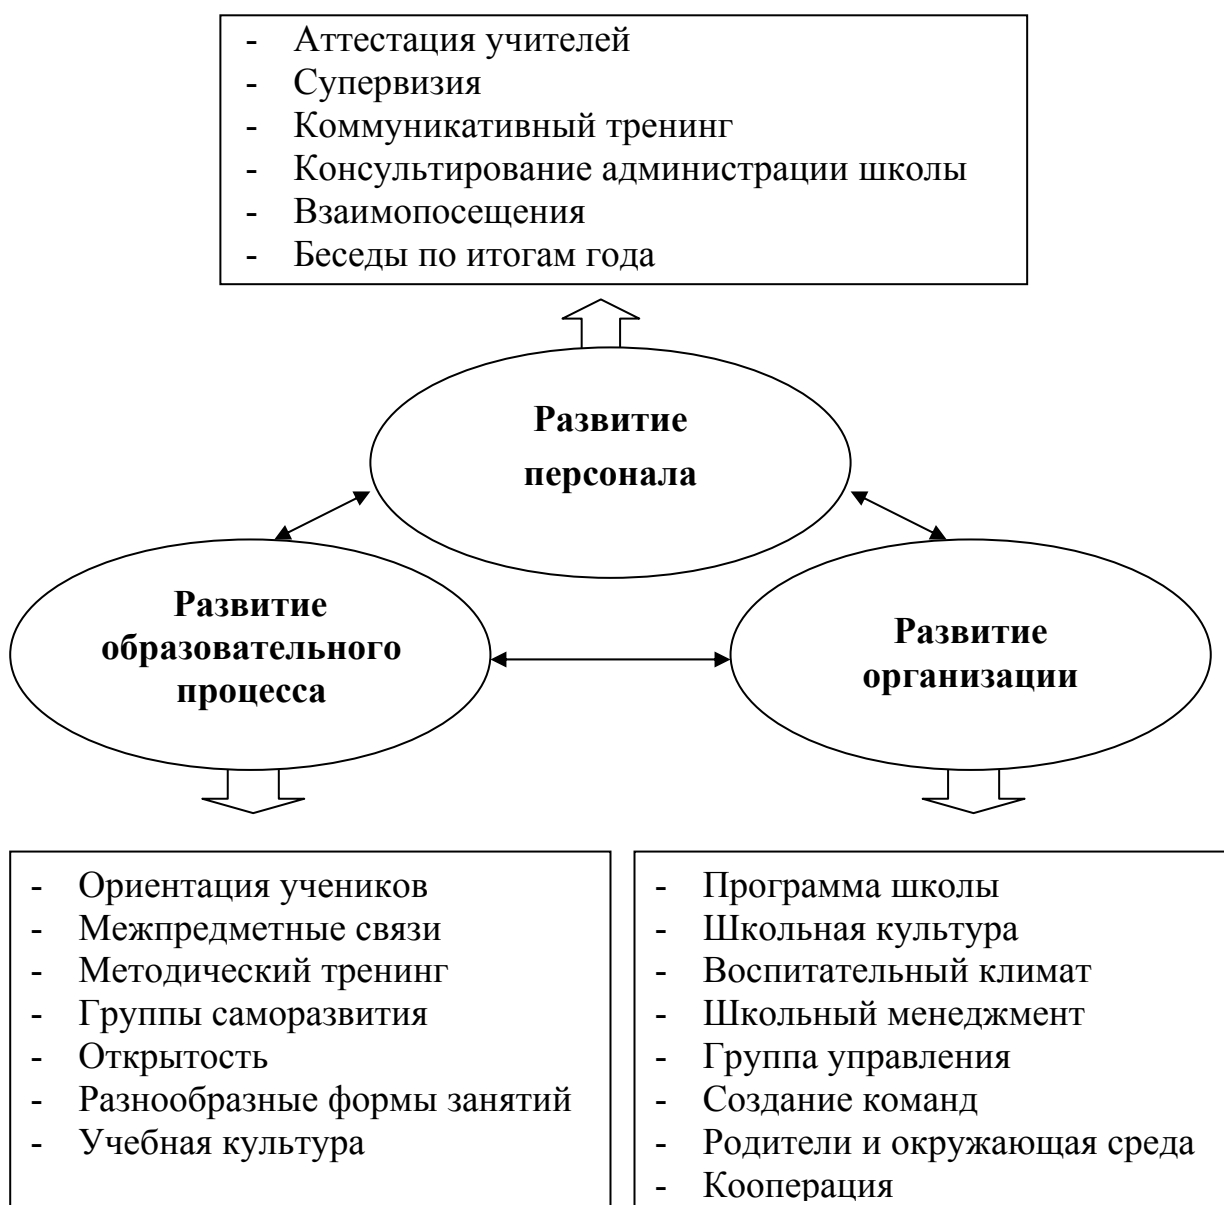 - Аттестация учителей
- Супервизия
- Коммуникативный тренинг
- Консультирование администрации школы
- Взаимопосещения
- Беседы по итогам года
Развитие
персонала
Развитие
образовательного
процесса
Развитие
организации
- Ориентация учеников
- Межпредметные связи
- Методический тренинг
- Группы саморазвития
- Открытость
- Разнообразные формы занятий
- Учебная культура
- Программа школы
- Школьная культура
- Воспитательный климат
- Школьный менеджмент
- Группа управления
- Создание команд
- Родители и окружающая среда
- Кооперация